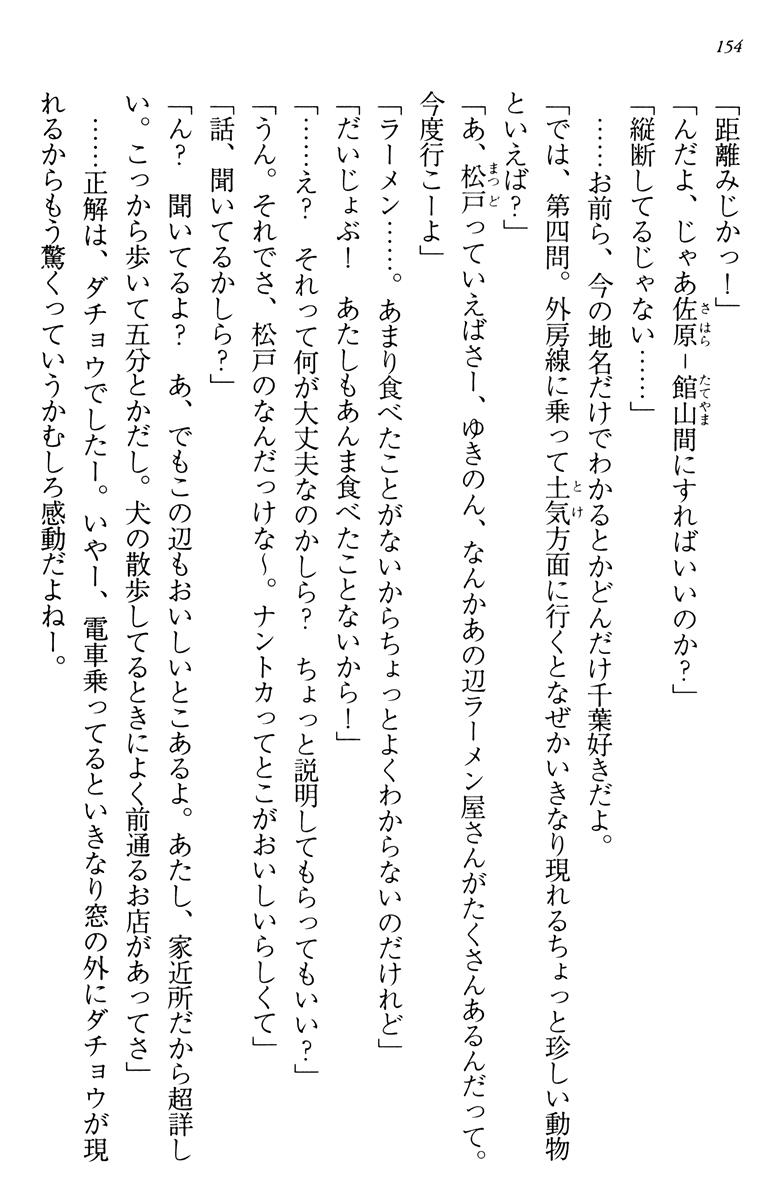 154
「距離みじかっ！」
「んだよ、じゃあ佐原－館山間にすればいいのか？」
「縦断してるじゃない……」
　……お前ら、今の地名だけでわかるとかどんだけ千葉好きだよ。
「では、第四問。外房線に乗って土気方面に行くとなぜかいきなり現れるちょっと珍しい動物
といえば？」
「あ、松戸っていえばさー、ゆきのん、なんかあの辺ラーメン屋さんがたくさんあるんだって。
今度行こーよ」
「ラーメン……。あまり食べたことがないからちょっとよくわからないのだけれど」
「だいじょぶ！　あたしもあんま食べたことないから！」
「……え？　それって何が大丈夫なのかしら？　ちょっと説明してもらってもいい？」
「うん。それでさ、松戸のなんだっけな～。ナントカってとこがおいしいらしくて」
「話、聞いてるかしら？」
「ん？　聞いてるよ？　あ、でもこの辺もおいしいとこあるよ。あたし、家近所だから超詳し
い。こっから歩いて五分とかだし。犬の散歩してるときによく前通るお店があってさ」
　……正解は、ダチョウでしたー。いやー、電車乗ってるといきなり窓の外にダチョウが現
れるからもう驚くっていうかむしろ感動だよねー。